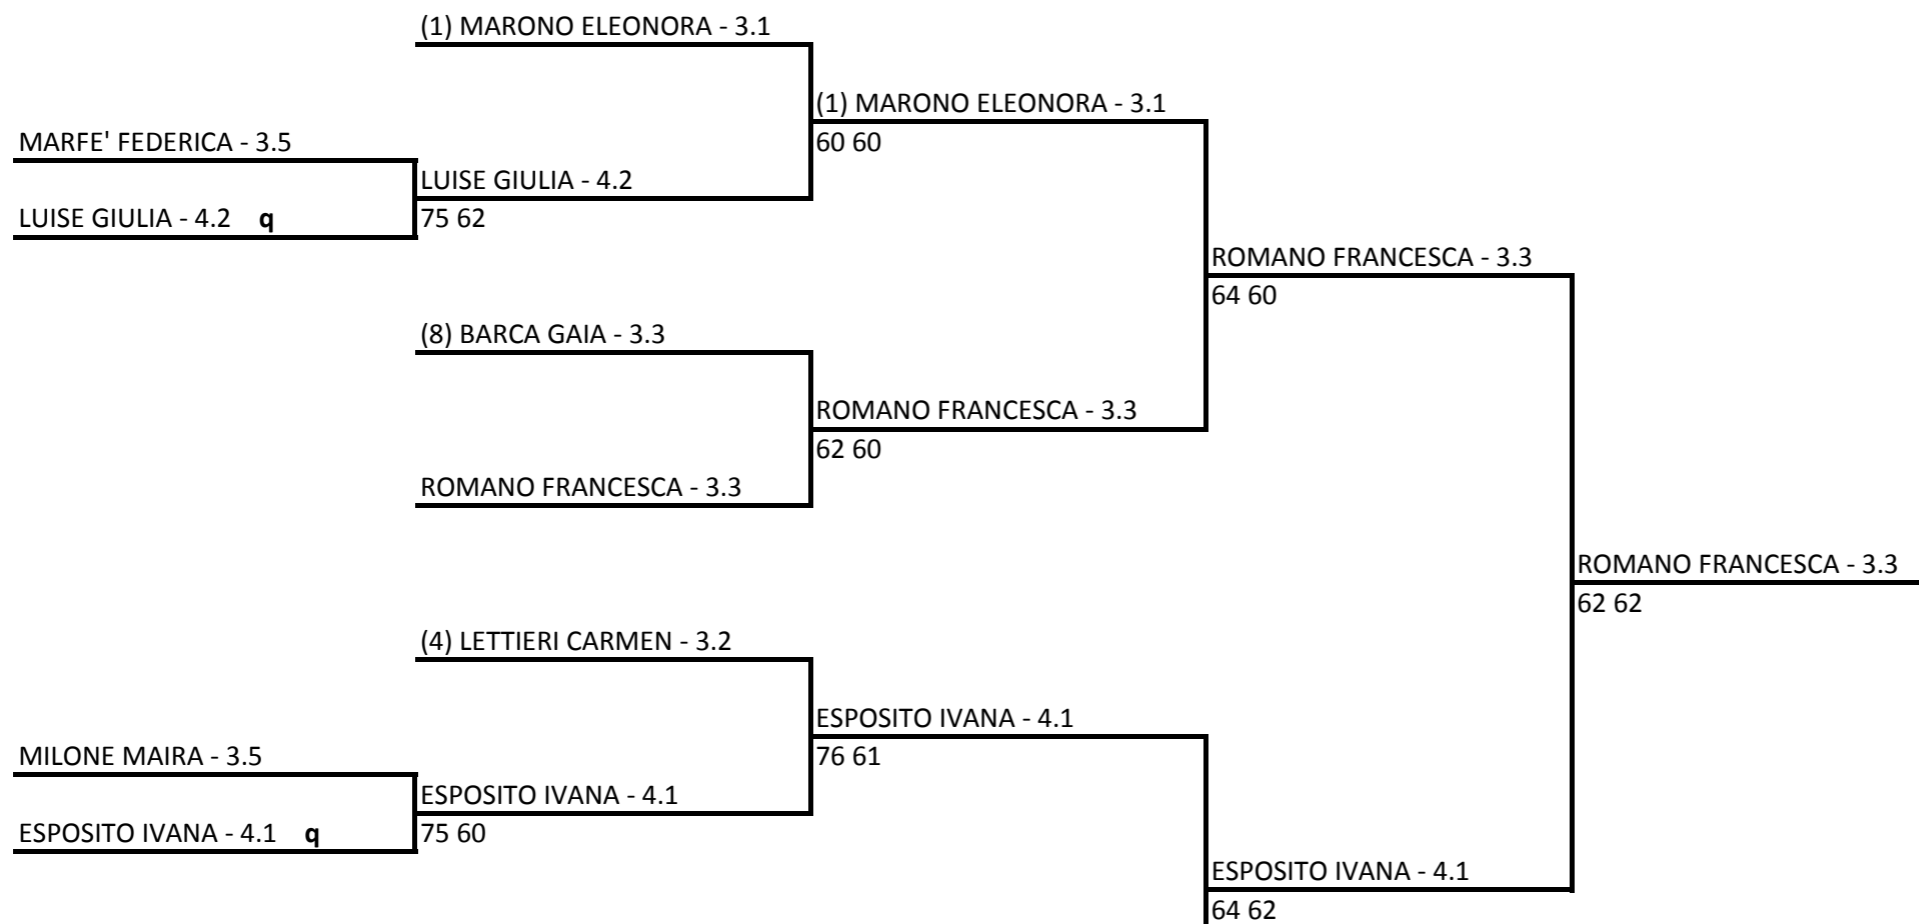 (1) MARONO ELEONORA - 3.1
(1) MARONO ELEONORA - 3.1
60 60
MARFE' FEDERICA - 3.5
LUISE GIULIA - 4.2
LUISE GIULIA - 4.2 q
75 62
ROMANO FRANCESCA - 3.3
64 60
(8) BARCA GAIA - 3.3
ROMANO FRANCESCA - 3.3
62 60
ROMANO FRANCESCA - 3.3
ROMANO FRANCESCA - 3.3
62 62
(4) LETTIERI CARMEN - 3.2
ESPOSITO IVANA - 4.1
76 61
MILONE MAIRA - 3.5
ESPOSITO IVANA - 4.1
ESPOSITO IVANA - 4.1 q
75 60
ESPOSITO IVANA - 4.1
64 62